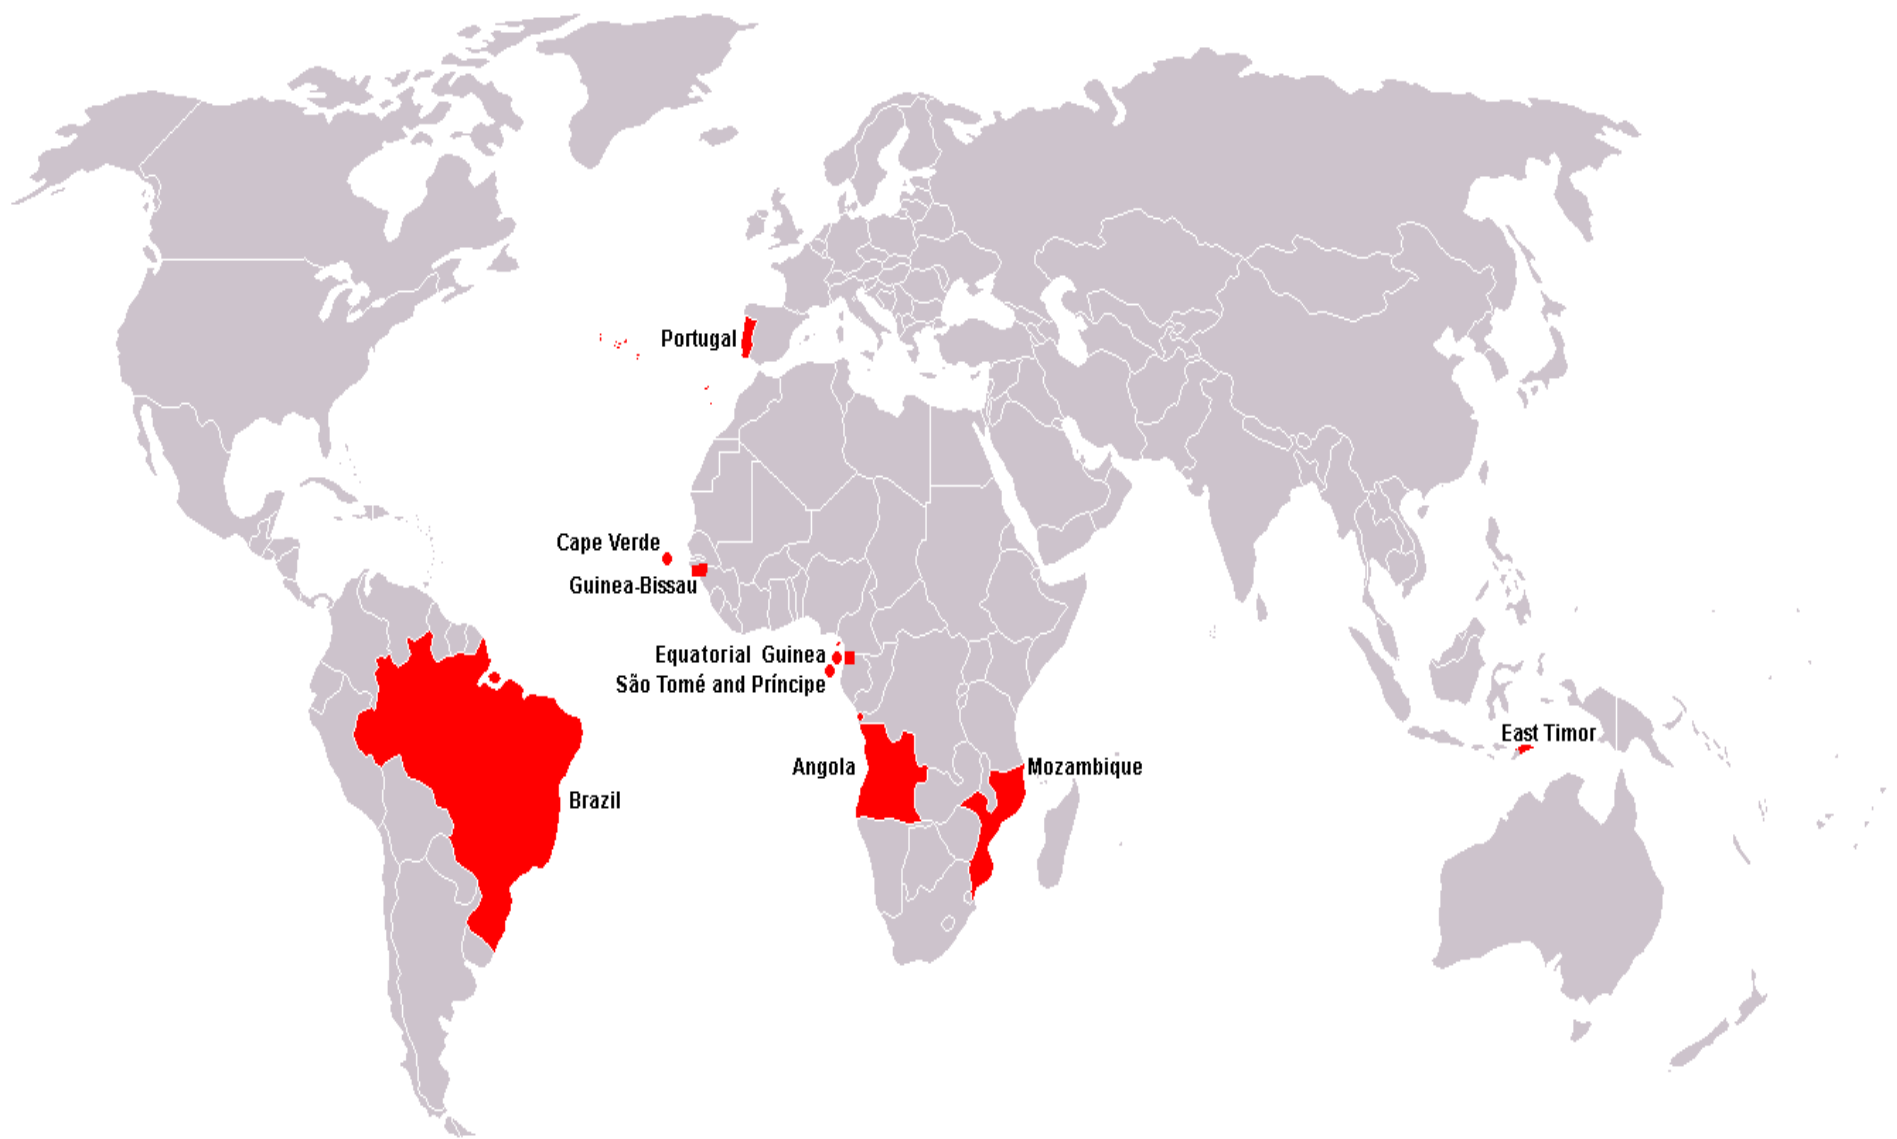 Portugal
Cape Verde
Guinea-Bissau
Equatorial Guinea
São Tomé and Príncipe
East Timor
Angola
Mozambique
Brazil